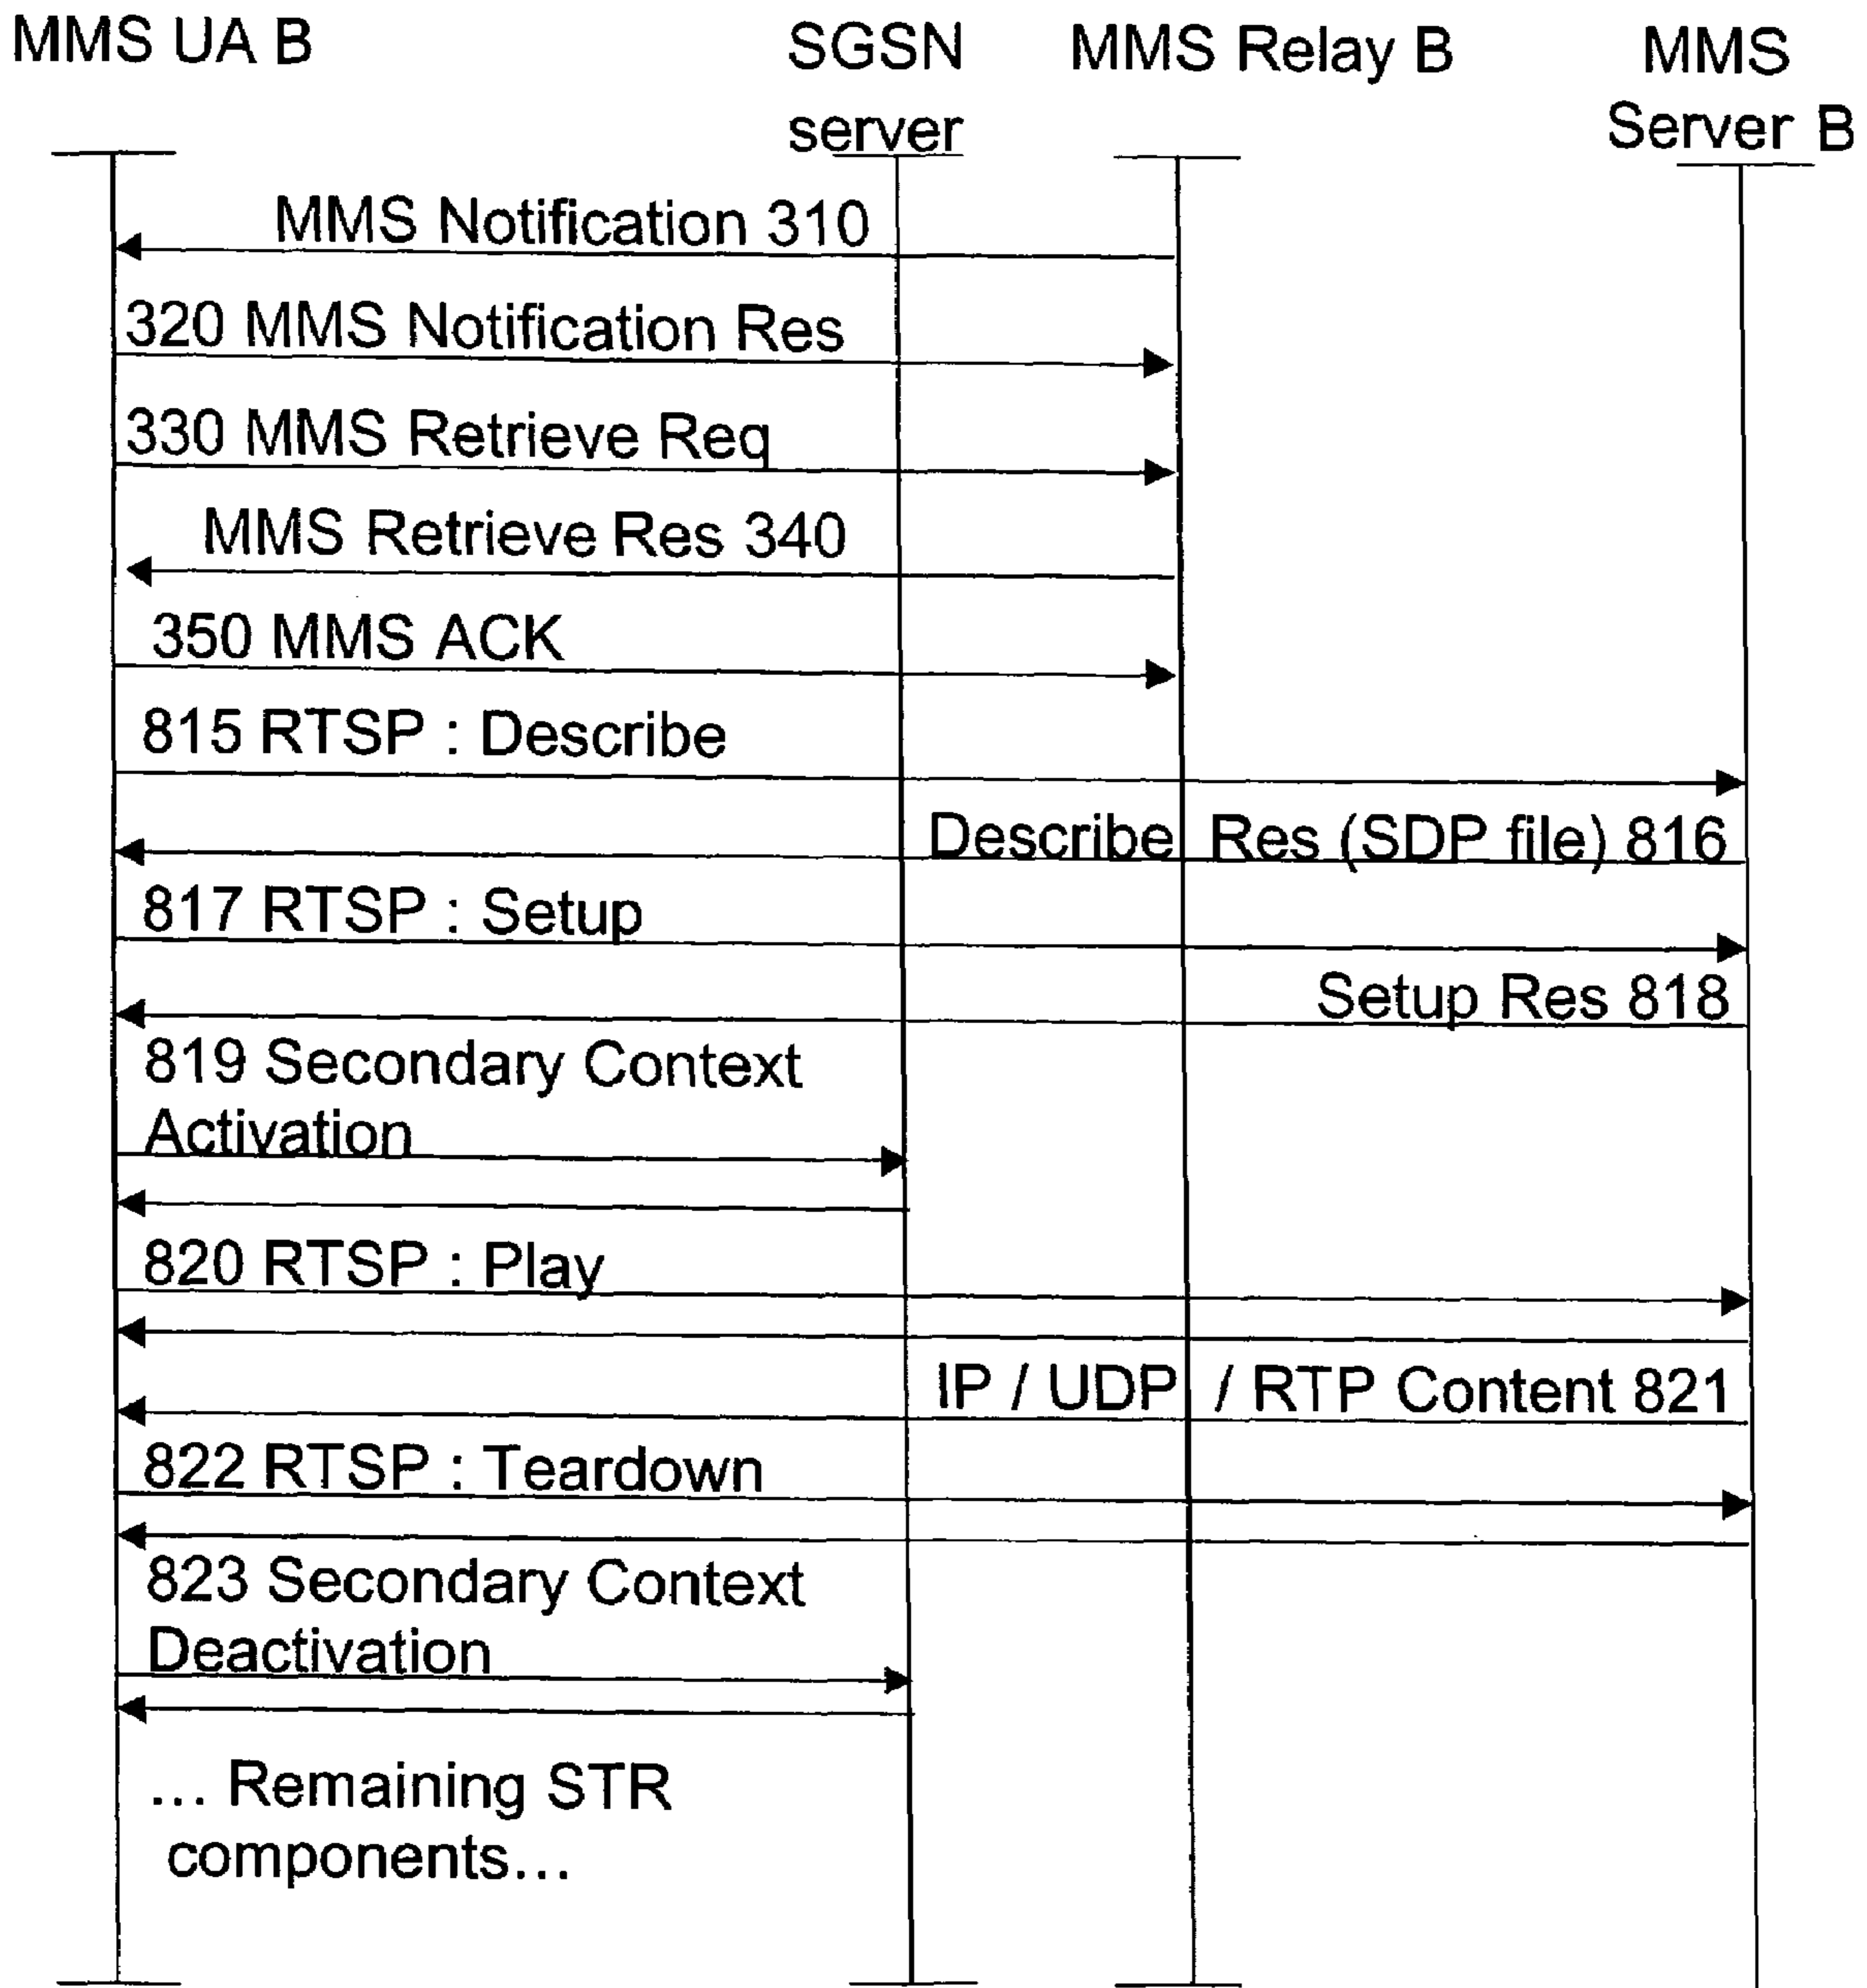 MMS UA B
SGSN
server
MMS Relay B
MMS
Server B
MMS Notification 310
320 MMS Notification Res
330 MMS Retrieve Req
MMS Retrieve Res 340
350 MMS ACK
815 RTSP : Describe
Describe Res (SDP file) 816
817 RTSP : Setup
Setup Res 818
819 Secondary Context
Activation
820 RTSP : Play
IP / UDP / RTP Content 821
822 RTSP : Teardown
823 Secondary Context
Deactivation
... Remaining STR
components...